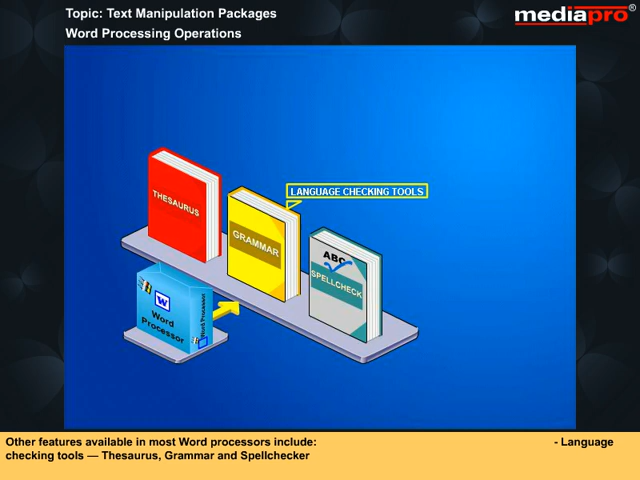 Topic: Text Manipulation Packages
mediapro®
Word Processing Operations
LANGUAGE CHECKING TOOLS
THESAURUS
GRAMMAR
ABC
SPELLCHECK
W
Word
Processor
Word Processor
Other features available in most Word processors include: - Language
checking tools — Thesaurus, Grammar and Spellchecker